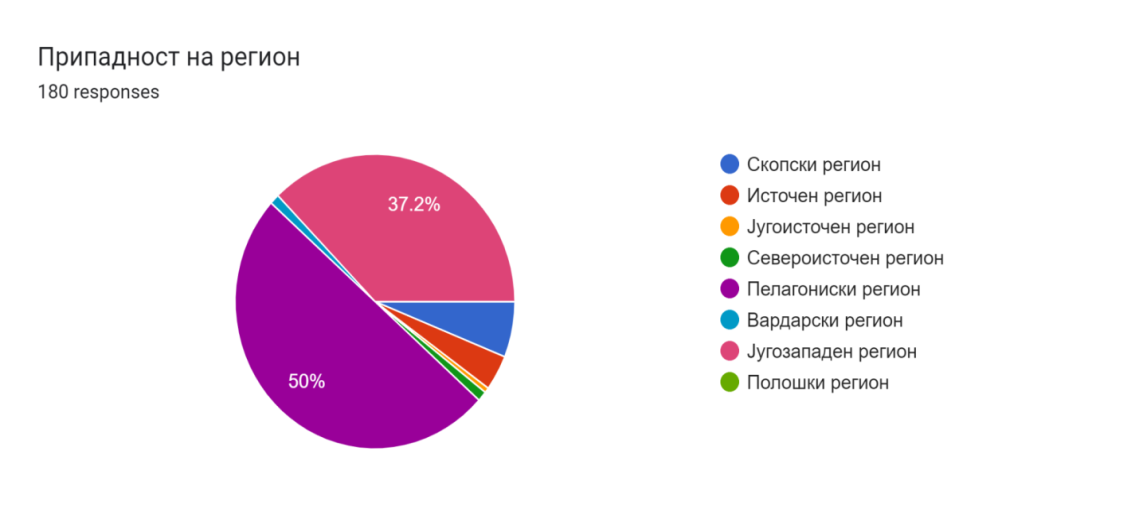 Припадност на регион
180 responses
37.2%
50%
Скопски регион
Источен регион
Југоисточен регион
Североисточен регион
Пелагониски регион
Вардарски регион
Југозападен регион
Полошки регион